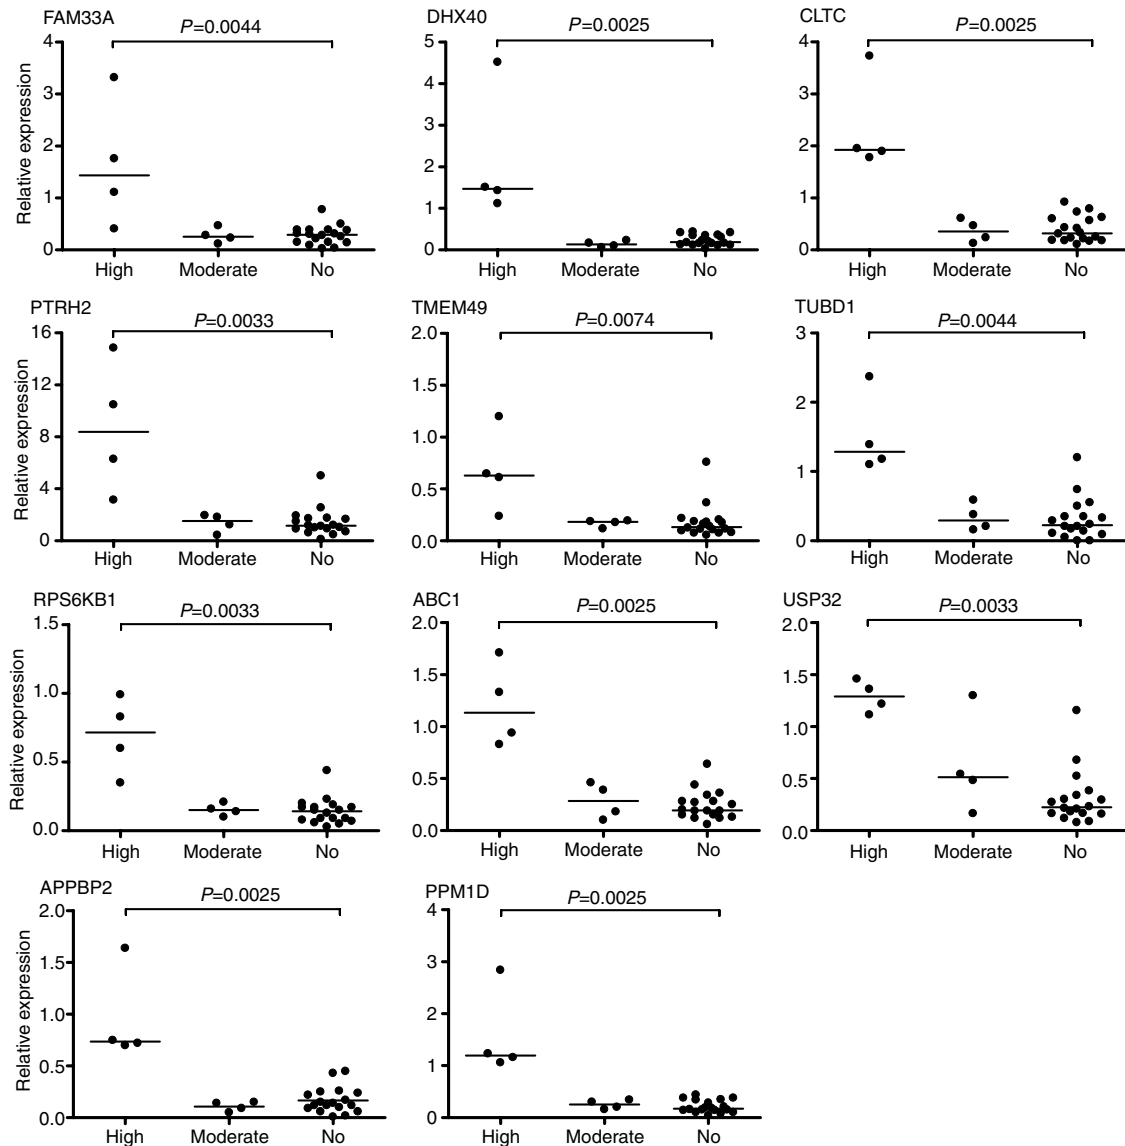 FAM33A
P=0.0044
4
3
2
1
0
Relative expression
High Moderate No
DHX40
P=0.0025
5
4
3
2
1
0
High Moderate No
CLTC
P=0.0025
4
3
2
1
0
High Moderate No
PTRH2
P=0.0033
16
12
8
4
0
Relative expression
High Moderate No
TMEM49
P=0.0074
2.0
1.5
1.0
0.5
0.0
High Moderate No
TUBD1
P=0.0044
3
2
1
0
High Moderate No
RPS6KB1
P=0.0033
1.5
1.0
0.5
0.0
Relative expression
High Moderate No
ABC1
P=0.0025
2.0
1.5
1.0
0.5
0.0
High Moderate No
USP32
P=0.0033
2.0
1.5
1.0
0.5
0.0
High Moderate No
APPBP2
P=0.0025
2.0
1.5
1.0
0.5
0.0
Relative expression
High Moderate No
PPM1D
P=0.0025
4
3
2
1
0
High Moderate No